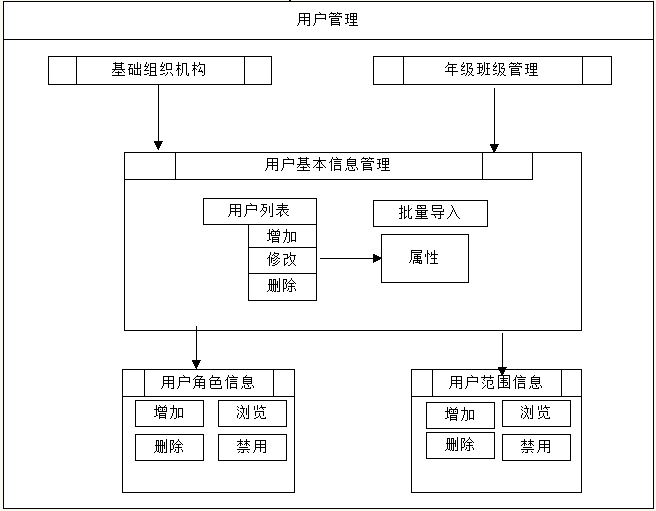 用户管理
基础组织机构
年级班级管理
用户基本信息管理
用户列表
批量导入
增加
修改
属性
删除
用户角色信息
用户范围信息
增加
浏览
增加
浏览
删除
禁用
删除
禁用